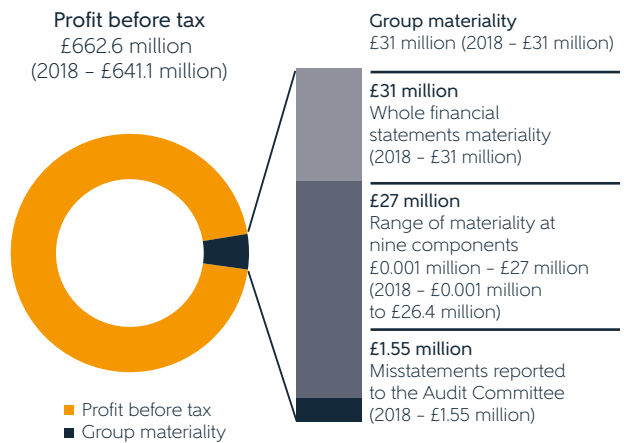 Profit before tax
£662.6 million
(2018 – £641.1 million)
Profit before tax
Group materiality
Group materiality
£31 million (2018 – £31 million)
£31 million
Whole financial
statements materiality
(2018 – £31 million)
£27 million
Range of materiality at
nine components
£0.001 million – £27 million
(2018 – £0.001 million
to £26.4 million)
£1.55 million
Misstatements reported
to the Audit Committee
(2018 – £1.55 million)